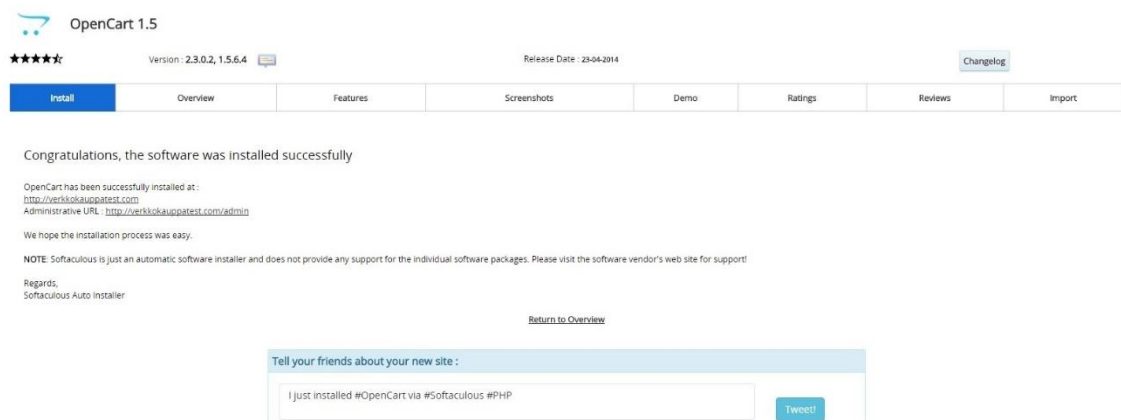 OpenCart 1.5
Version : 2.3.0.2, 1.5.6.4
Release Date : 23-04-2014
Changelog
Install
Overview
Features
Screenshots
Demo
Ratings
Reviews
Import
Congratulations, the software was installed successfully
OpenCart has been successfully installed at :
http://verkkokauppatest.com
Administrative URL : http://verkkokauppatest.com/admin
We hope the installation process was easy.
NOTE: Softaculous is just an automatic software installer and does not provide any support for the individual software packages. Please visit the software vendor's web site for support!
Regards,
Softaculous Auto Installer
Return to Overview
Tell your friends about your new site :
I just installed #OpenCart via #Softaculous #PHP
Tweet!